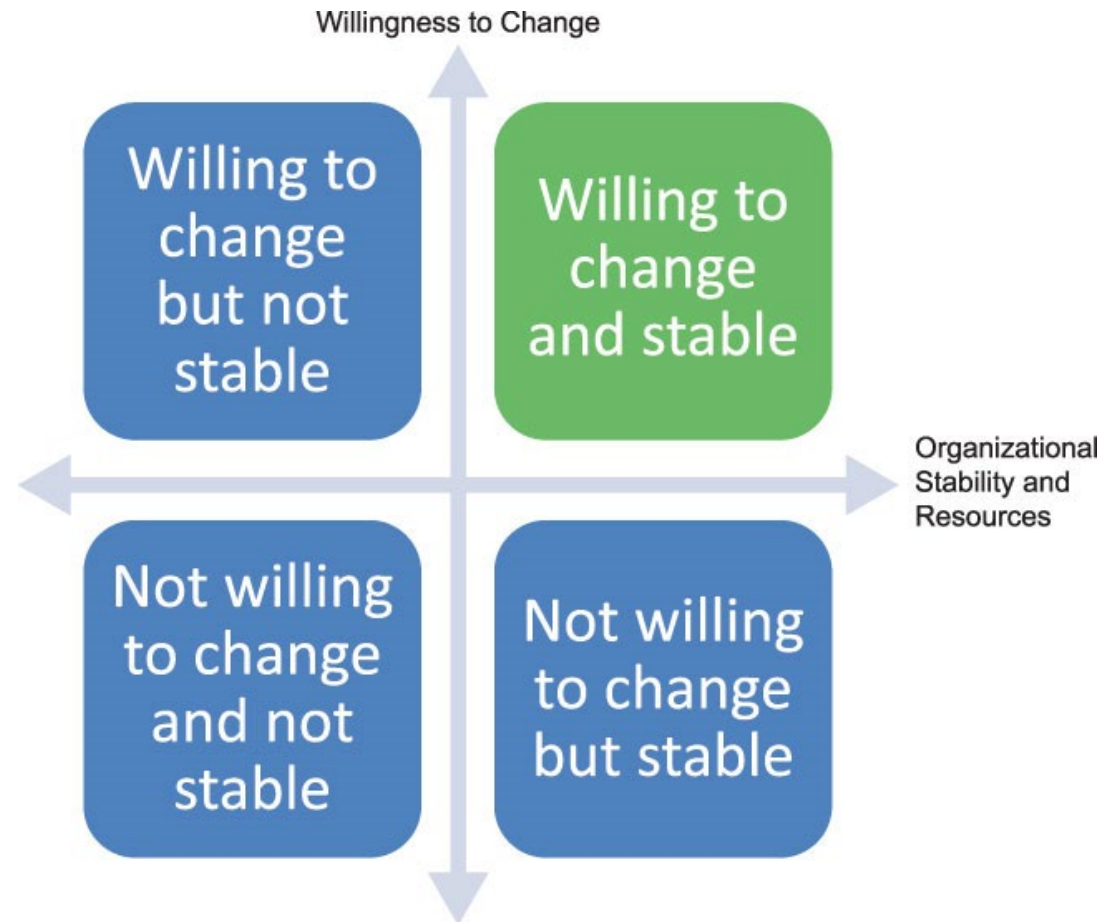 Willingness to Change
Willing to
change
but not
stable
Willing to
change
and stable
Organizational
Stability and
Resources
Not willing
to change
and not
stable
Not willing
to change
but stable